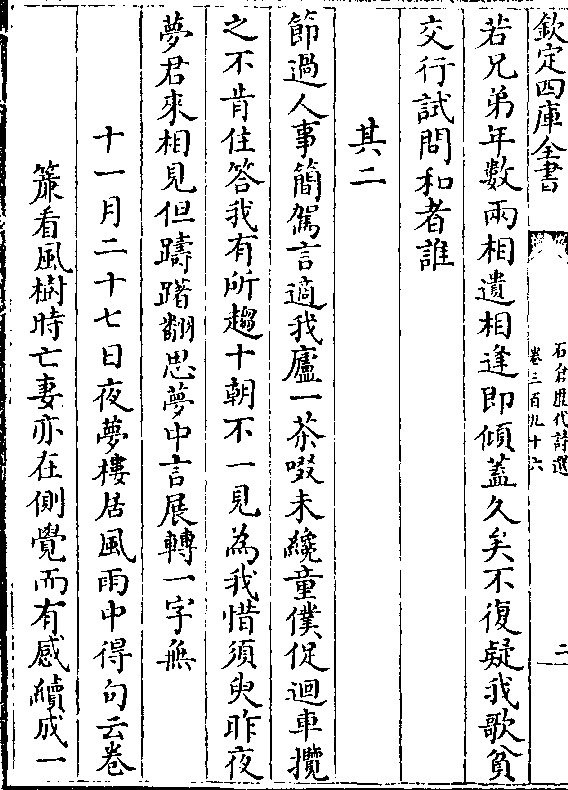 欽定四庫全書
石倉歷代詩選
卷三百九十六
二
若兄弟年數兩相遺相逢即傾蓋久矣不復疑我歌貧
交行試問和者誰
其二
節過人事簡駕言適我廬一茶啜未纔童僕促迴車攬
之不肯住答我有所趨十朝不一見為我惜須臾昨夜
夢君來相見但躊躇翻思夢中言展轉一字無
十一月二十七日夜夢樓居風雨中得句云卷
簾看風樹時亡妻亦在側覺而有感續成一